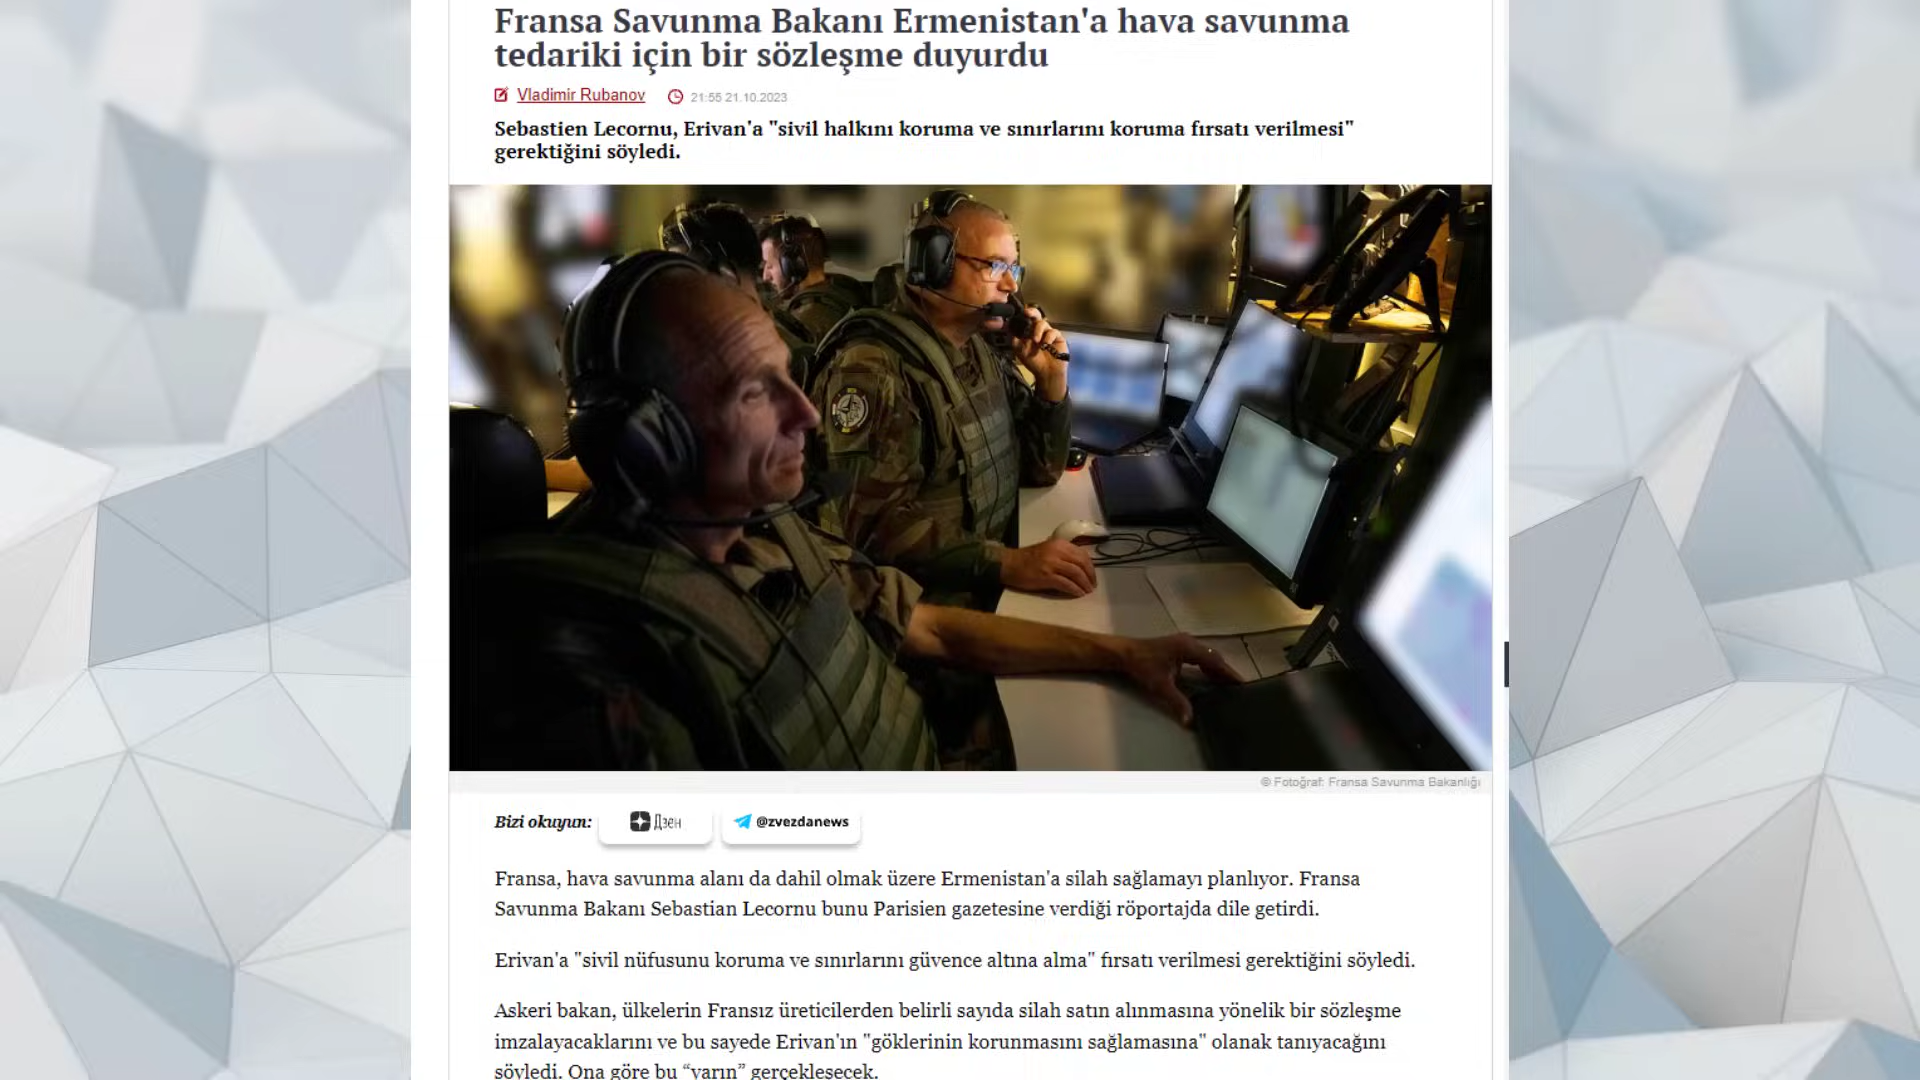 Fransa Savunma Bakanı Ermenistan'a hava savunma
tedariki için bir sözleşme duyurdu
Vladimir Rubanov 21:55 21.10.2023
Sebastien Lecornu, Erivan'a "sivil halkını koruma ve sınırlarını koruma fırsatı verilmesi"
gerektiğini söyledi.
© Fotoğraf: Fransa Savunma Bakanlığı
Bizi okuyun: Дзен @zvezdanews
Fransa, hava savunma alanı da dahil olmak üzere Ermenistan'a silah sağlamayı planlıyor. Fransa
Savunma Bakanı Sebastian Lecornu bunu Parisien gazetesine verdiği röportajda dile getirdi.
Erivan'a "sivil nüfusunu koruma ve sınırlarını güvence altına alma" fırsatı verilmesi gerektiğini söyledi.
Askeri bakan, ülkelerin Fransız üreticilerden belirli sayıda silah satın alınmasına yönelik bir sözleşme
imzalayacaklarını ve bu sayede Erivan'ın "göklerinin korunmasını sağlamasına" olanak tanıyacağını
söyledi. Ona göre bu “yarın” gerçekleşecek.